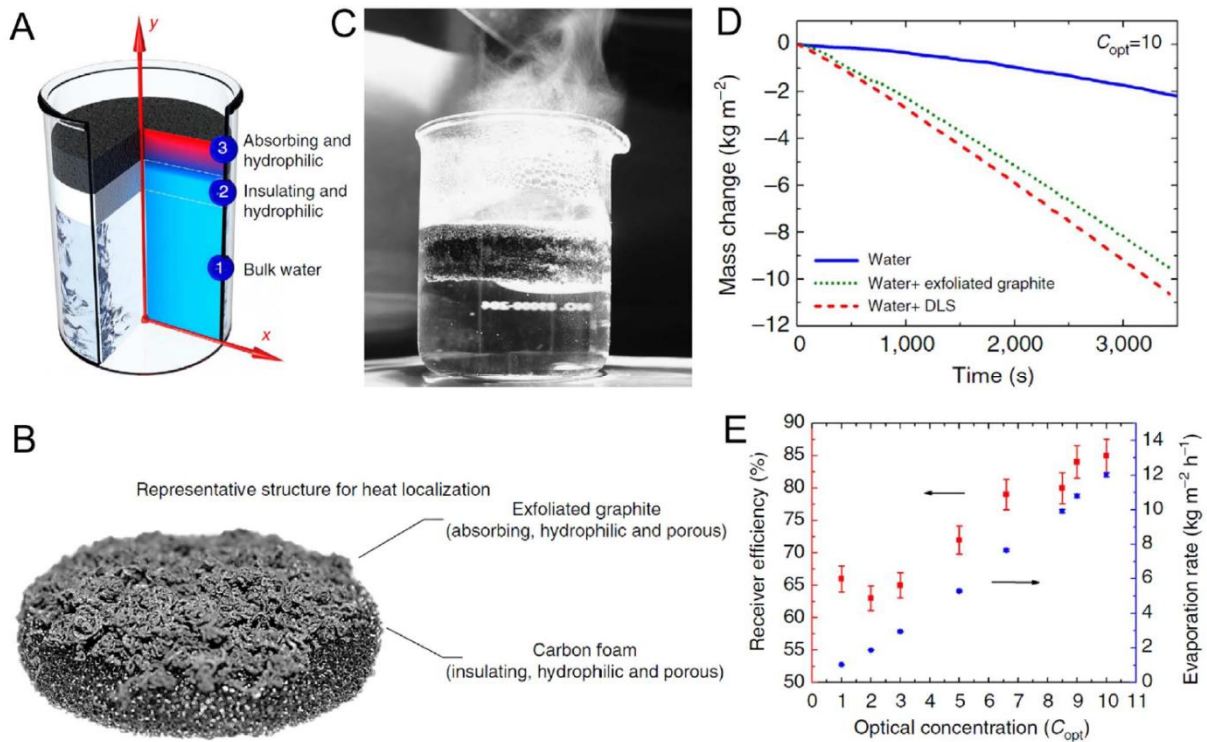 A
y
3
Absorbing and
hydrophilic
2
Insulating and
hydrophilic
1
Bulk water
x
B
Representative structure for heat localization
Exfoliated graphite
(absorbing, hydrophilic and porous)
Carbon foam
(insulating, hydrophilic and porous)
C
D
Mass change (kg m−2)
0
−2
−4
−6
−8
−10
−12
Copt=10
Water
Water+ exfoliated graphite
Water+ DLS
0
1,000
2,000
3,000
Time (s)
E
Receiver efficiency (%)
90
85
80
75
70
65
60
55
50
14
12
10
8
6
4
2
0
Evaporation rate (kg m−2 h−1)
0 1 2 3 4 5 6 7 8 9 10 11
Optical concentration (Copt)